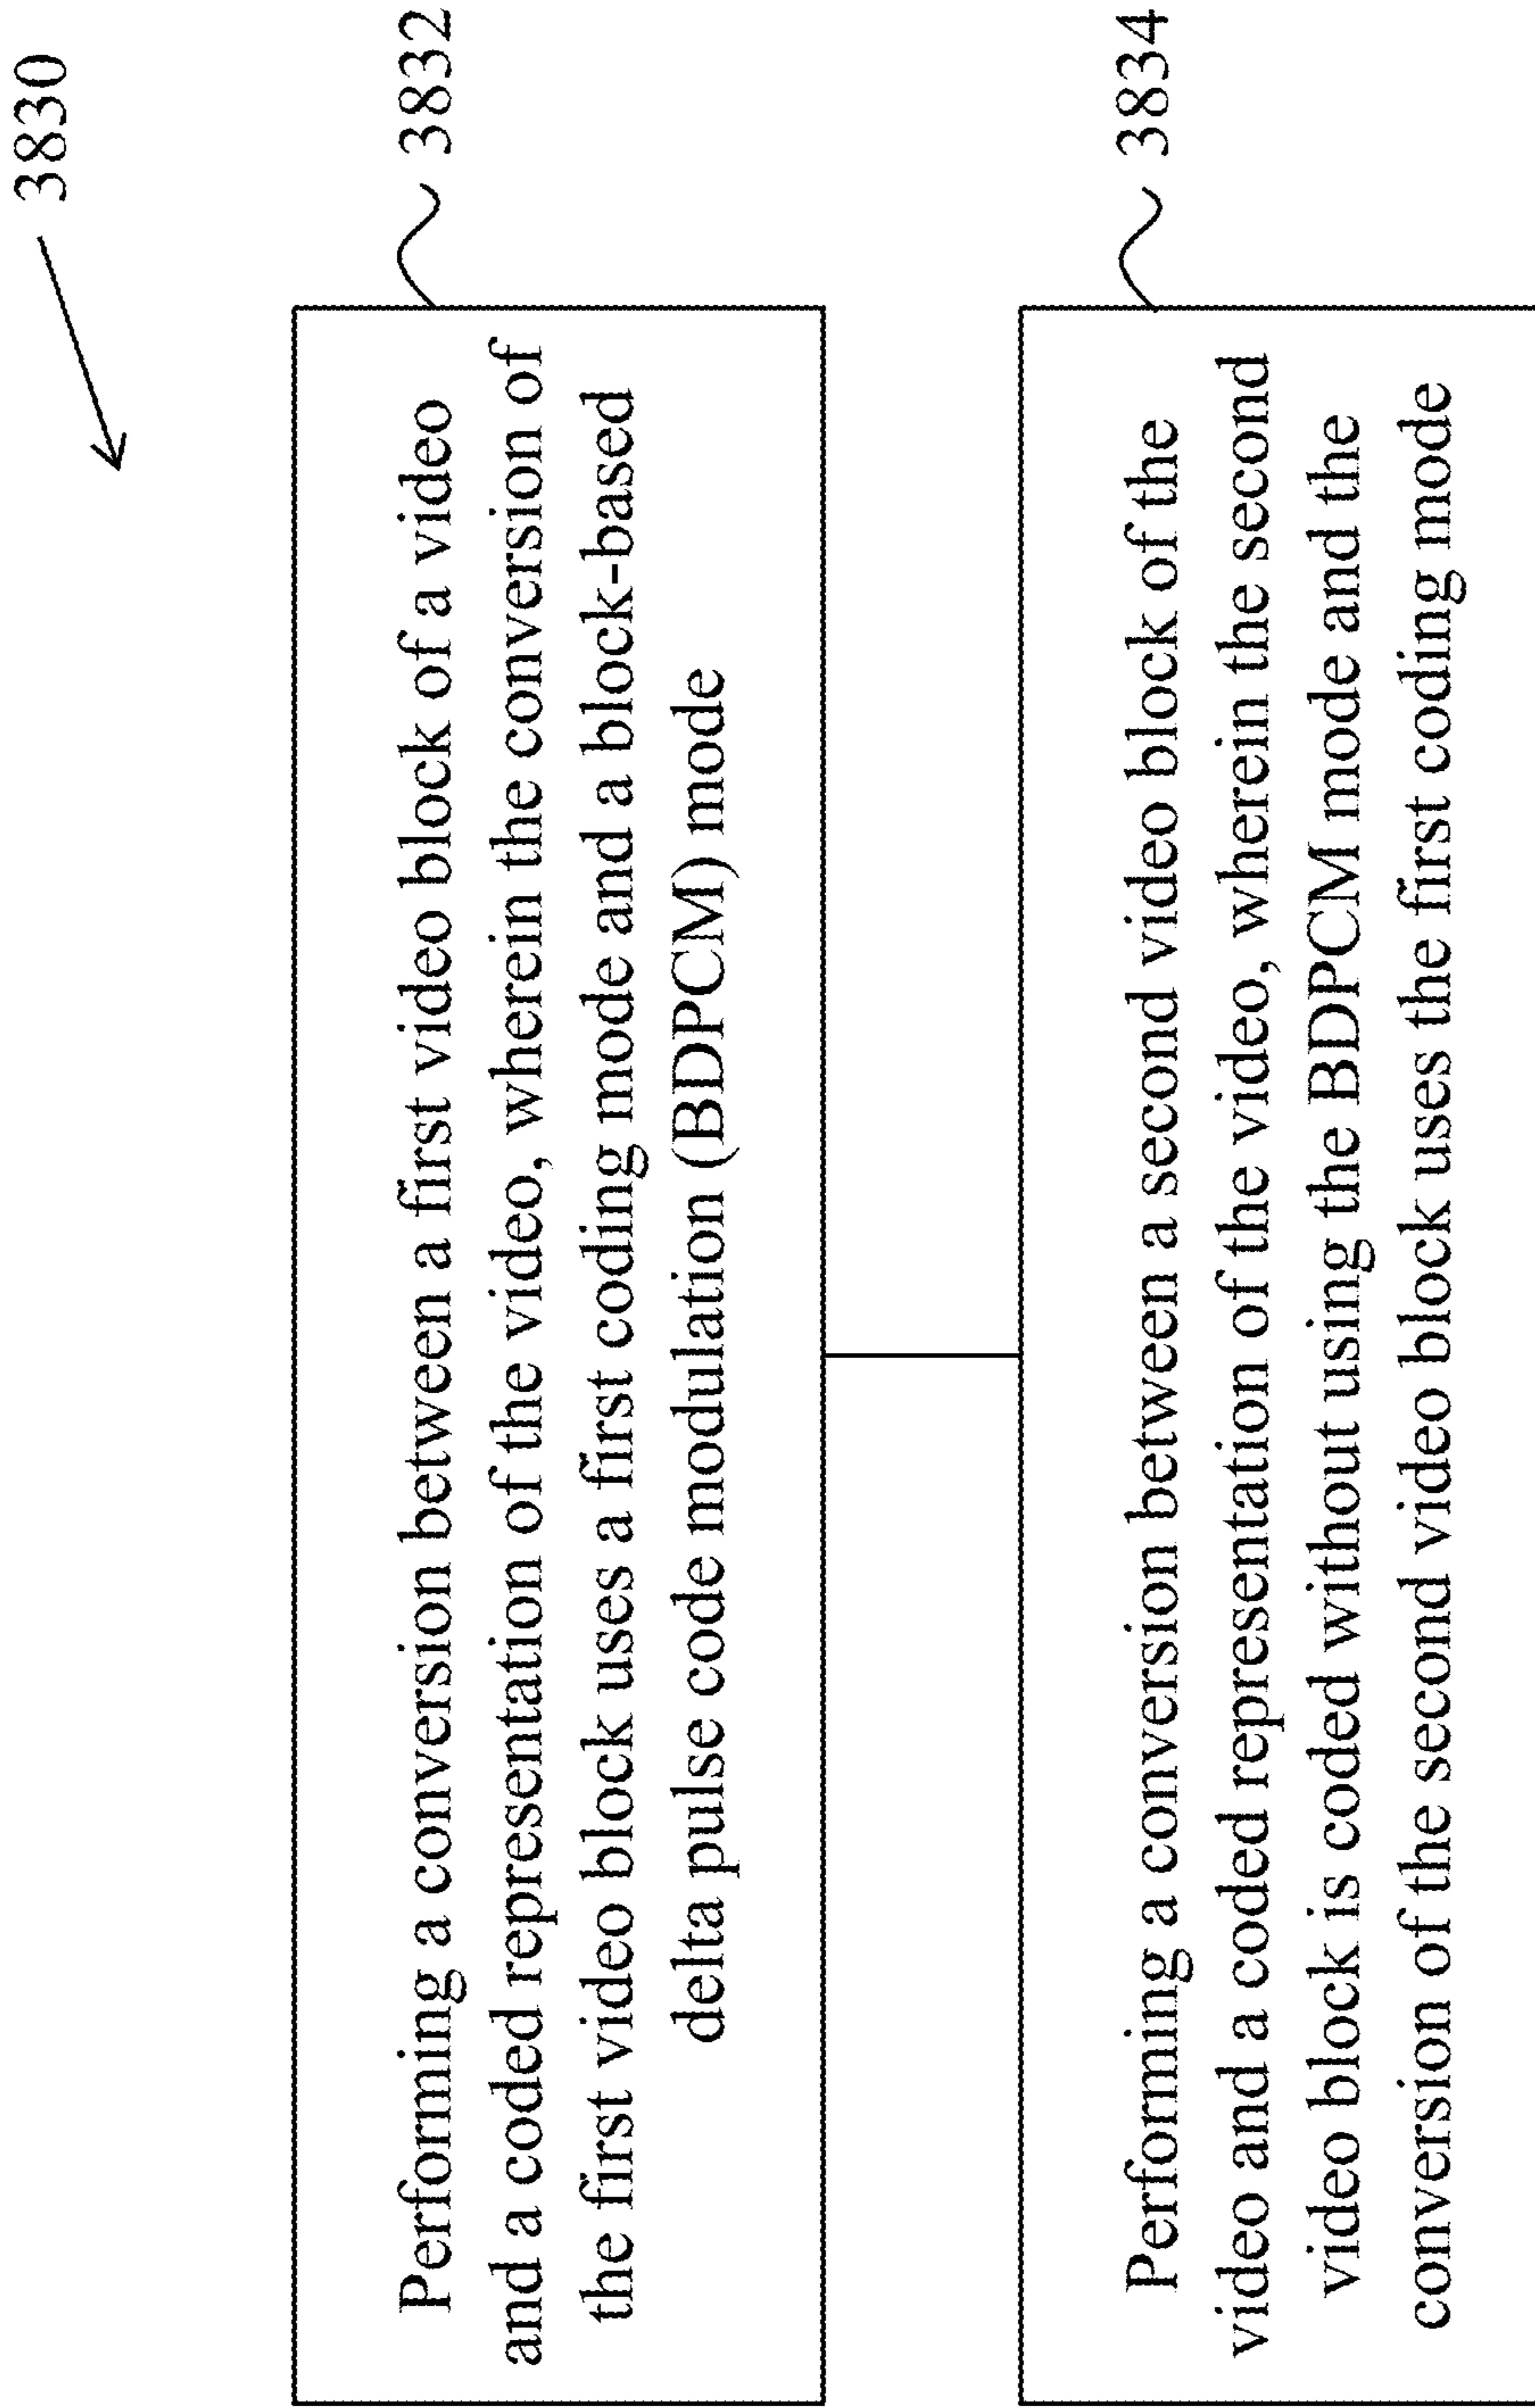 3830
Performing a conversion between a first video block of a video
and a coded representation of the video, wherein the conversion of
the first video block uses a first coding mode and a block-based
delta pulse code modulation (BDPCM) mode
3832
Performing a conversion between a second video block of the
video and a coded representation of the video, wherein the second
video block is coded without using the BDPCM mode and the
conversion of the second video block uses the first coding mode
3834